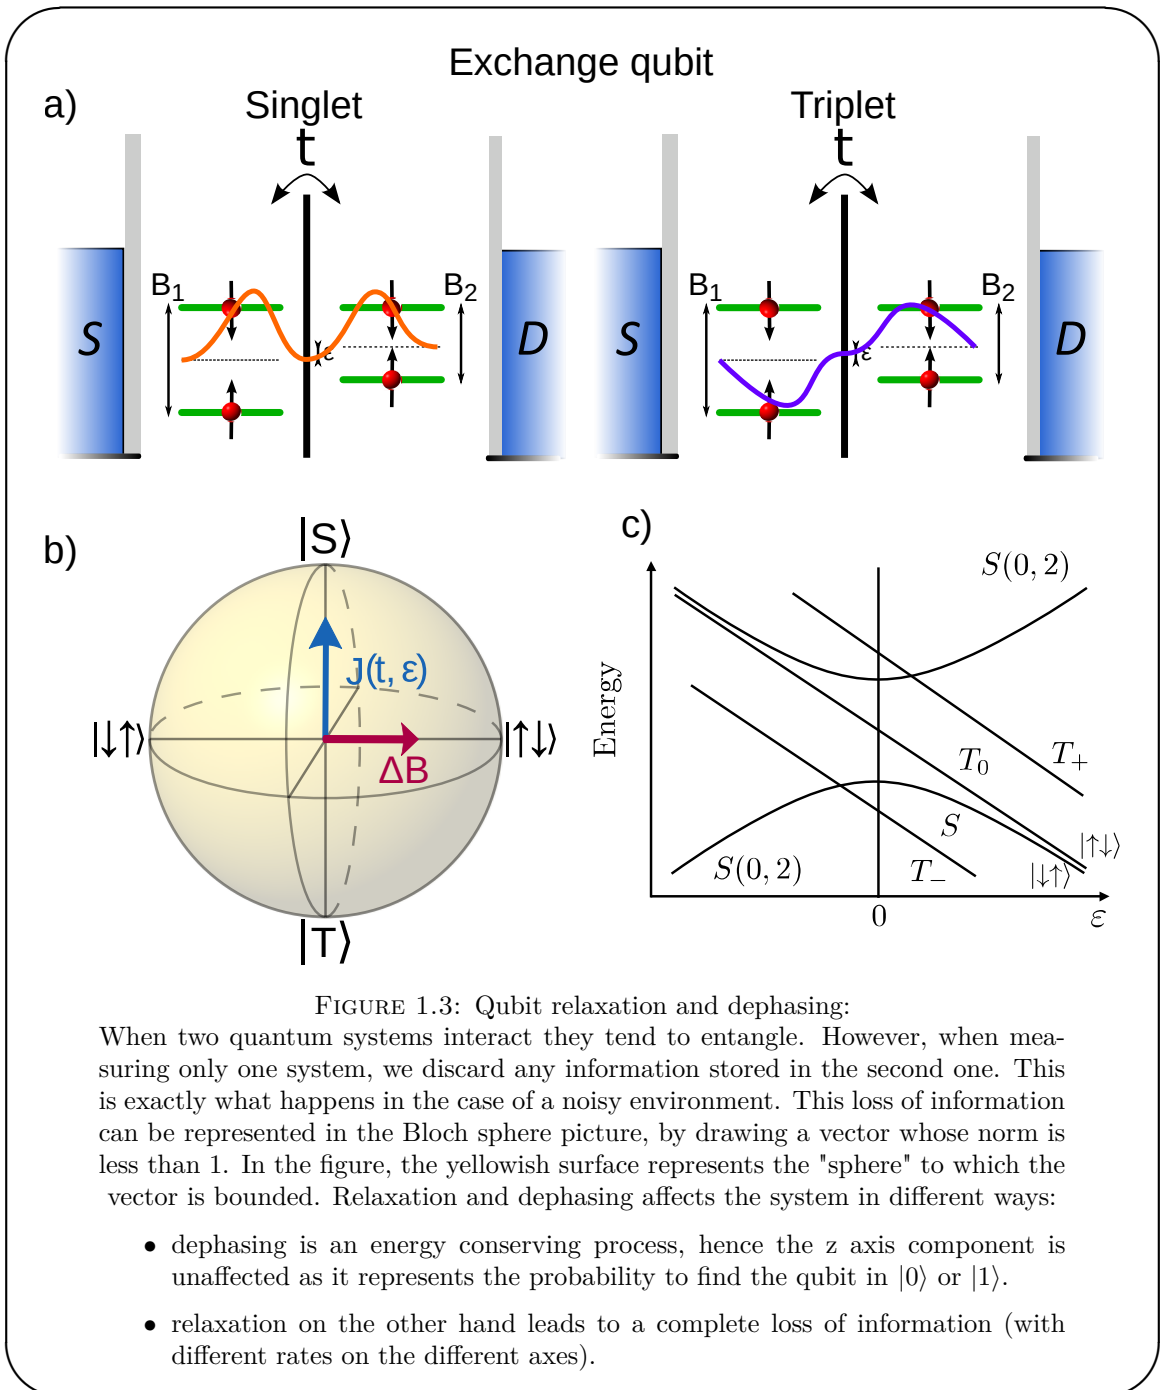 Exchange qubit
a)
Singlet
Triplet
t
t
B1
B2
B1
B2
S
ε
D
S
ε
D
b)
|S⟩
J(t, ε)
|↓↑⟩
|↑↓⟩
ΔB
|T⟩
c)
S(0, 2)
Energy
T0
T+
S
|↑↓⟩
S(0, 2)
T−
|↓↑⟩
0
ε
FIGURE 1.3: Qubit relaxation and dephasing:
When two quantum systems interact they tend to entangle. However, when mea-
suring only one system, we discard any information stored in the second one. This
is exactly what happens in the case of a noisy environment. This loss of information
can be represented in the Bloch sphere picture, by drawing a vector whose norm is
less than 1. In the figure, the yellowish surface represents the "sphere" to which the
vector is bounded. Relaxation and dephasing affects the system in different ways:
• dephasing is an energy conserving process, hence the z axis component is
unaffected as it represents the probability to find the qubit in |0⟩ or |1⟩.
• relaxation on the other hand leads to a complete loss of information (with
different rates on the different axes).